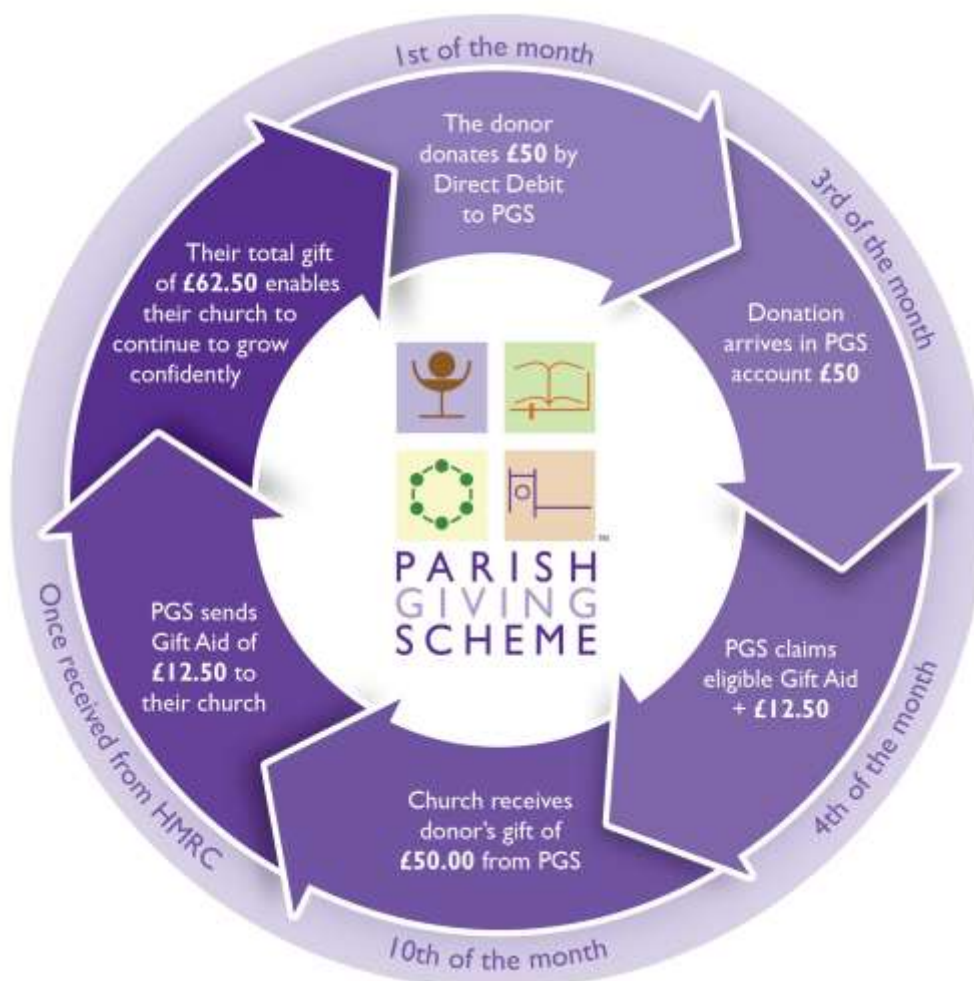 1st of the month
The donor
donates £50 by
Direct Debit
to PGS
3rd of the month
Donation
arrives in PGS
account £50
4th of the month
PGS claims
eligible Gift Aid
+ £12.50
10th of the month
Church receives
donor's gift of
£50.00 from PGS
Once received from HMRC
PGS sends
Gift Aid of
£12.50 to
their church
Their total gift
of £62.50 enables
their church to
continue to grow
confidently
PARISH
GIVING
SCHEME
™